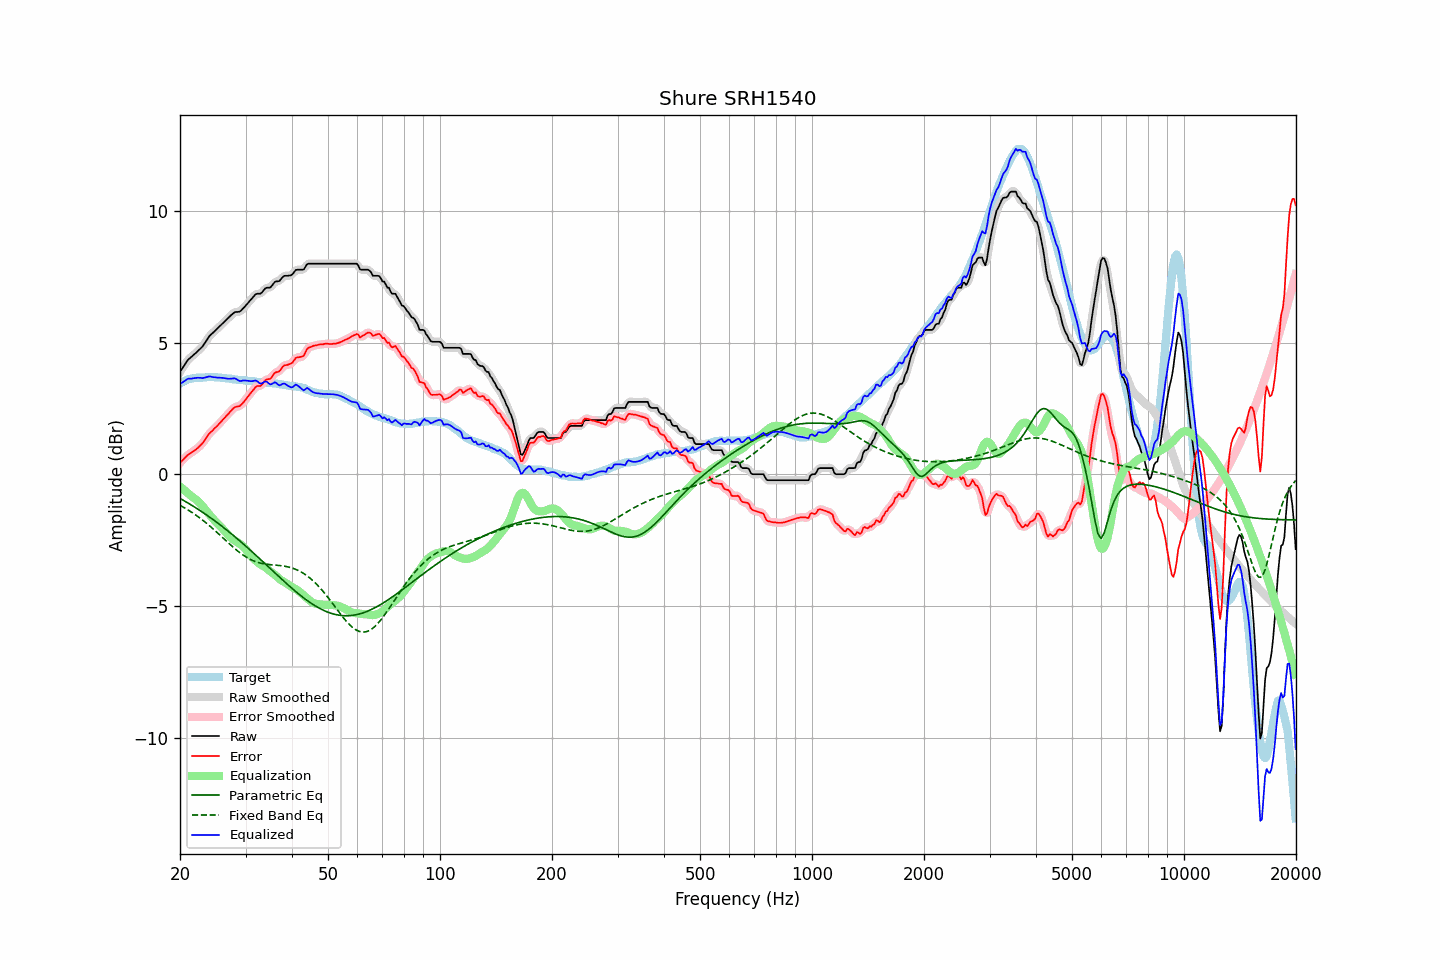 Shure SRH1540
Amplitude (dBr)
10
5
0
−5
−10
Target
Raw Smoothed
Error Smoothed
Raw
Error
Equalization
Parametric Eq
Fixed Band Eq
Equalized
20 50 100 200 500 1000 2000 5000 10000 20000
Frequency (Hz)